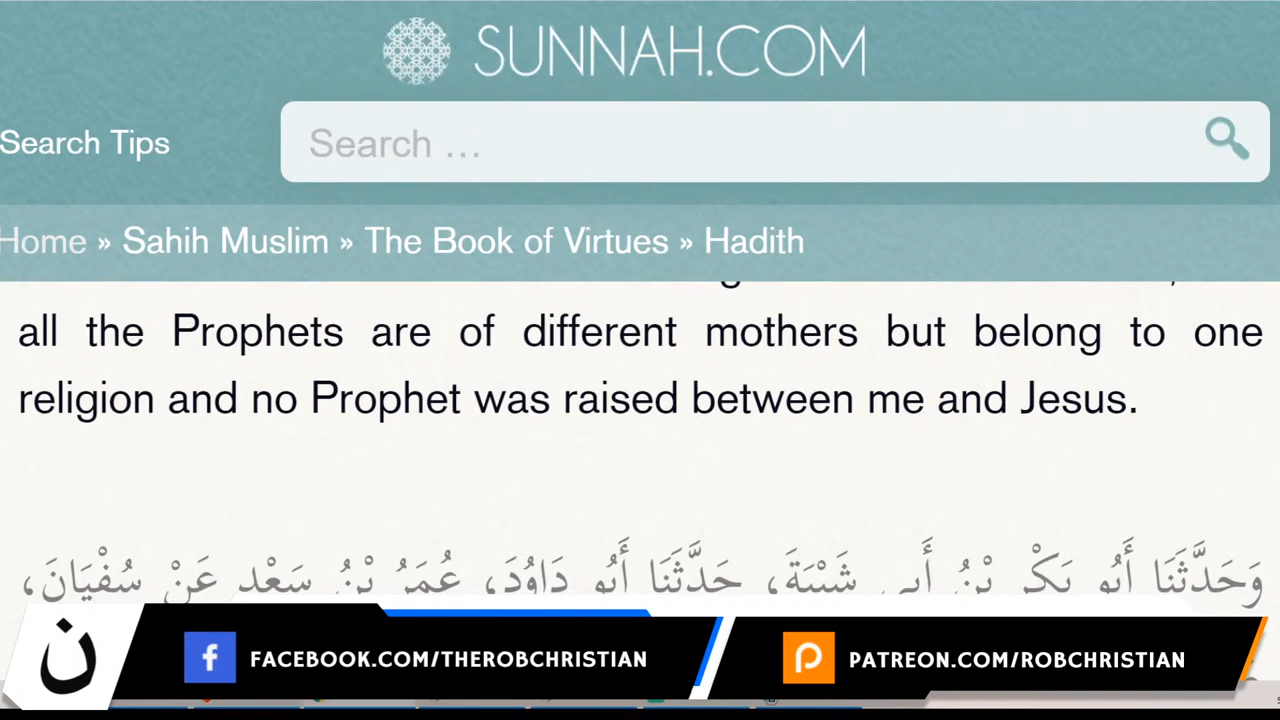 SUNNAH.COM
Search Tips
Search ...
Home » Sahih Muslim » The Book of Virtues » Hadith
all the Prophets are of different mothers but belong to one
religion and no Prophet was raised between me and Jesus.
وَحَدَّثَنَا أَبُو بَكْرِ بْنُ أَبِي شَيْبَةَ، حَدَّثَنَا أَبُو دَاوُدَ، عُمَرُ بْنُ سَعْدٍ عَنْ سُفْيَانَ،
ن
f FACEBOOK.COM/THEROBCHRISTIAN
PATREON.COM/ROBCHRISTIAN